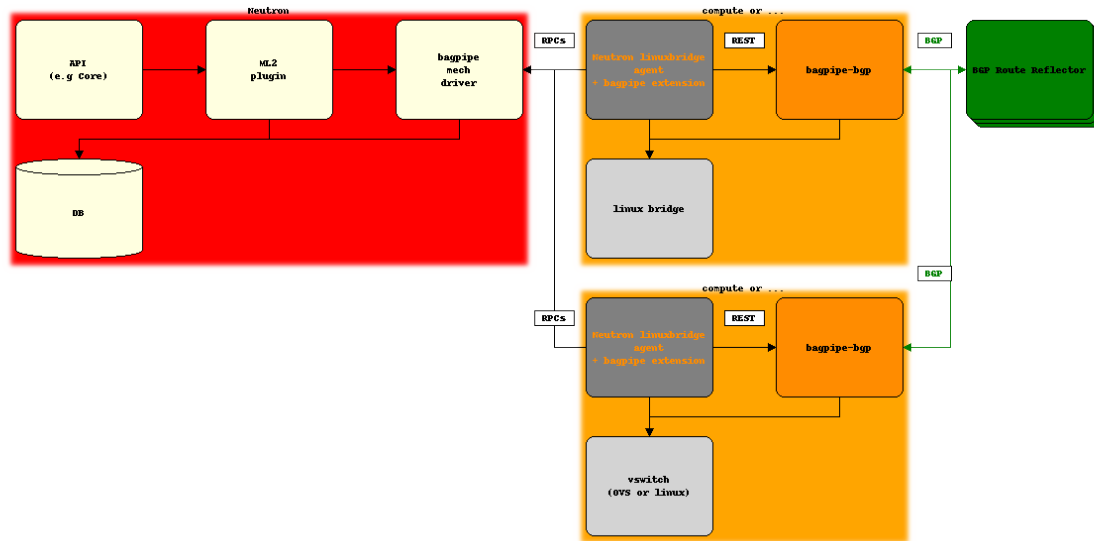 Neutron
compute or ...
API
(e.g Core)
ML2
plugin
bagpipe
mech
driver
RPCs
Neutron linuxbridge
agent
+ bagpipe extension
REST
bagpipe-bgp
BGP
BGP Route Reflector
DB
linux bridge
BGP
compute or ...
RPCs
Neutron linuxbridge
agent
+ bagpipe extension
REST
bagpipe-bgp
vswitch
(OVS or linux)